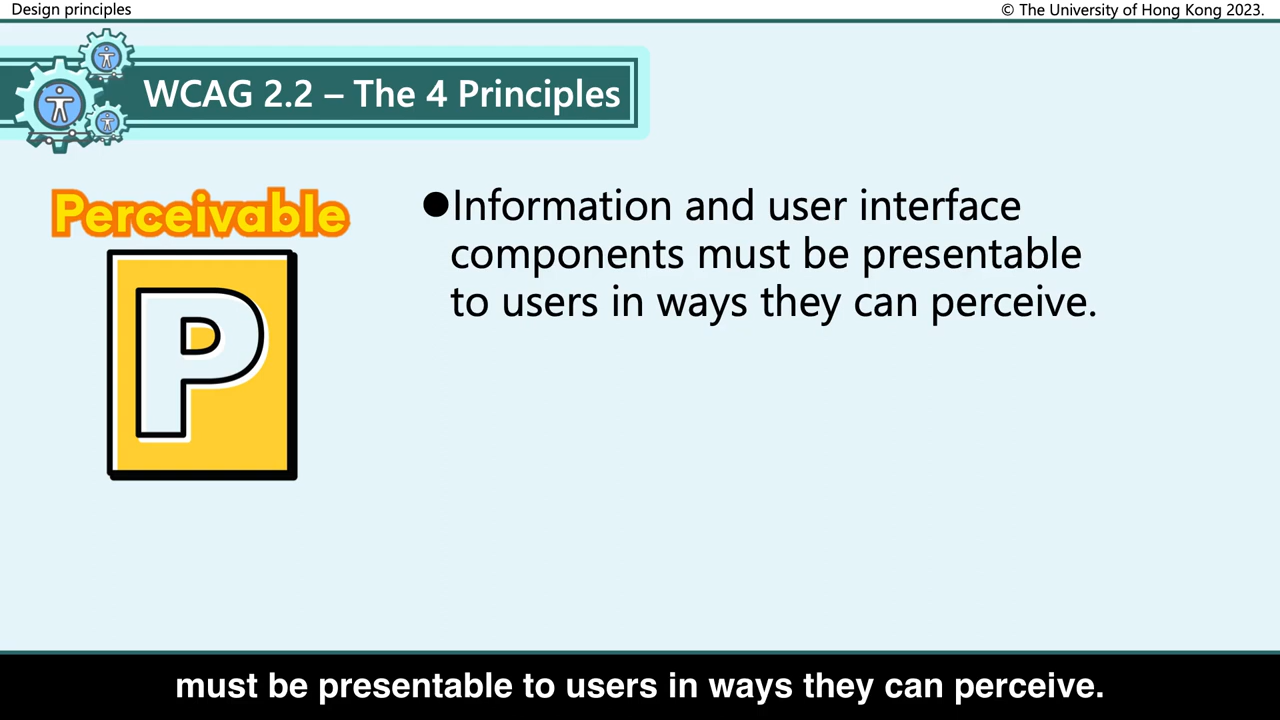 Design principles
© The University of Hong Kong 2023.
WCAG 2.2 – The 4 Principles
Perceivable
P
●Information and user interface
components must be presentable
to users in ways they can perceive.
must be presentable to users in ways they can perceive.